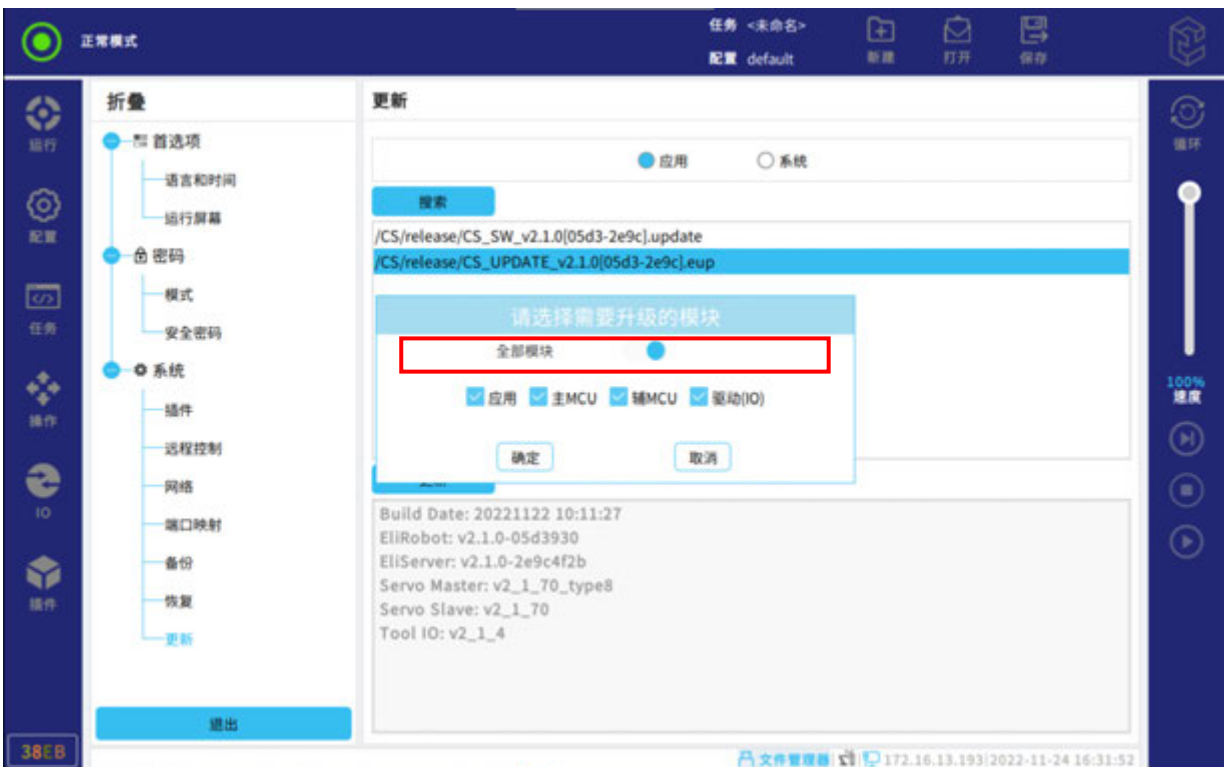 正常模式
任务 <未命名>
配置 default
新建 打开 保存
运行
配置
任务
操作
IO
插件
38EB
折叠
首选项
语言和时间
运行屏幕
密码
模式
安全密码
系统
插件
远程控制
网络
端口映射
备份
恢复
更新
退出
更新
应用 系统
搜索
/CS/release/CS_SW_v2.1.0[05d3-2e9c].update
/CS/release/CS_UPDATE_v2.1.0[05d3-2e9c].eup
请选择需要升级的模块
全部模块
应用 主MCU 辅MCU 驱动(IO)
确定 取消
更新
Build Date: 20221122 10:11:27
EliRobot: v2.1.0-05d3930
EliServer: v2.1.0-2e9c4f2b
Servo Master: v2_1_70_type8
Servo Slave: v2_1_70
Tool IO: v2_1_4
循环
100%
速度
文件管理器 172.16.13.193 2022-11-24 16:31:52